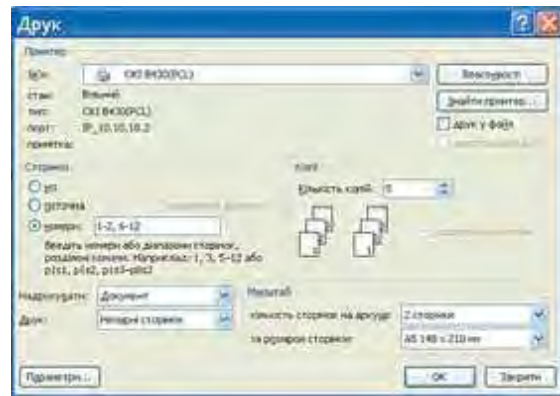 Друк
Принтер
Ім'я: OKI B430(PCL)
Властивості
стан: Вільний
Знайти принтер...
тип: OKI B430(PCL)
порт: IP_10.10.10.2
друк у файл
примітка:
Сторінки
Копії
усі
Кількість копій: 5
поточна
номери: 1-2, 6-12
Введіть номери або діапазони сторінок,
розділені комами. Наприклад: 1, 3, 5-12 або
p1s1, p1s2, p1s3-p8s3
Надрукувати: Документ
Масштаб
Друк: Непарні сторінки
кількість сторінок на аркуші: 2 сторінки
за розміром сторінки: A5 148 x 210 мм
Параметри...
OK
Закрити